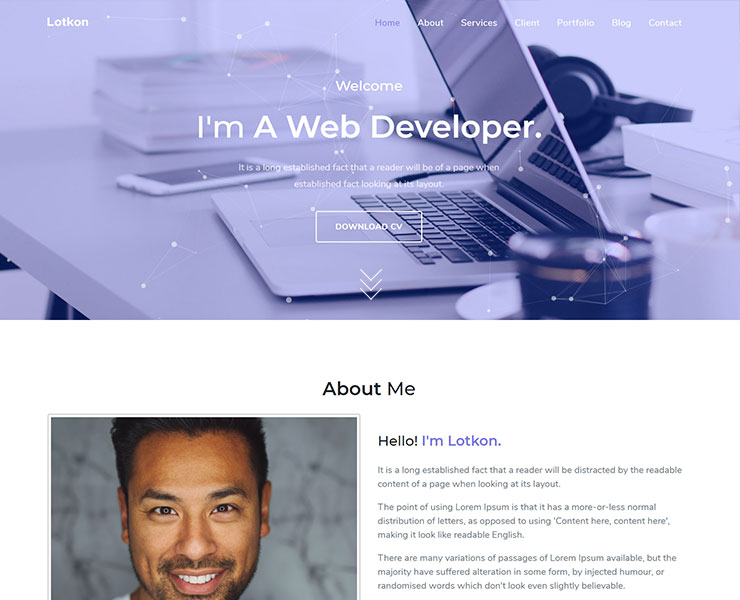 Lotkon
Home About Services Client Portfolio Blog Contact
Welcome
I'm A Web Developer.
It is a long established fact that a reader will be of a page when
established fact looking at its layout.
DOWNLOAD CV
About Me
Hello! I'm Lotkon.
It is a long established fact that a reader will be distracted by the readable
content of a page when looking at its layout.
The point of using Lorem Ipsum is that it has a more-or-less normal
distribution of letters, as opposed to using 'Content here, content here',
making it look like readable English.
There are many variations of passages of Lorem Ipsum available, but the
majority have suffered alteration in some form, by injected humour, or
randomised words which don't look even slightly believable.